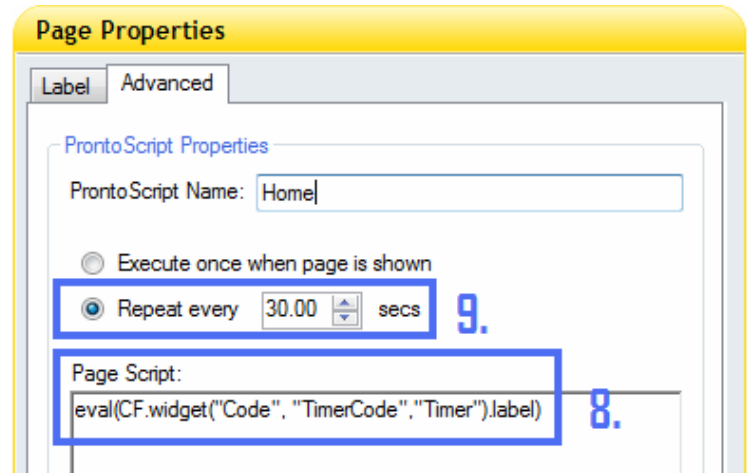 Page Properties
Label Advanced
ProntoScript Properties
ProntoScript Name: Home
Execute once when page is shown
Repeat every 30.00 secs 9.
Page Script:
eval(CF.widget("Code", "TimerCode","Timer").label) 8.